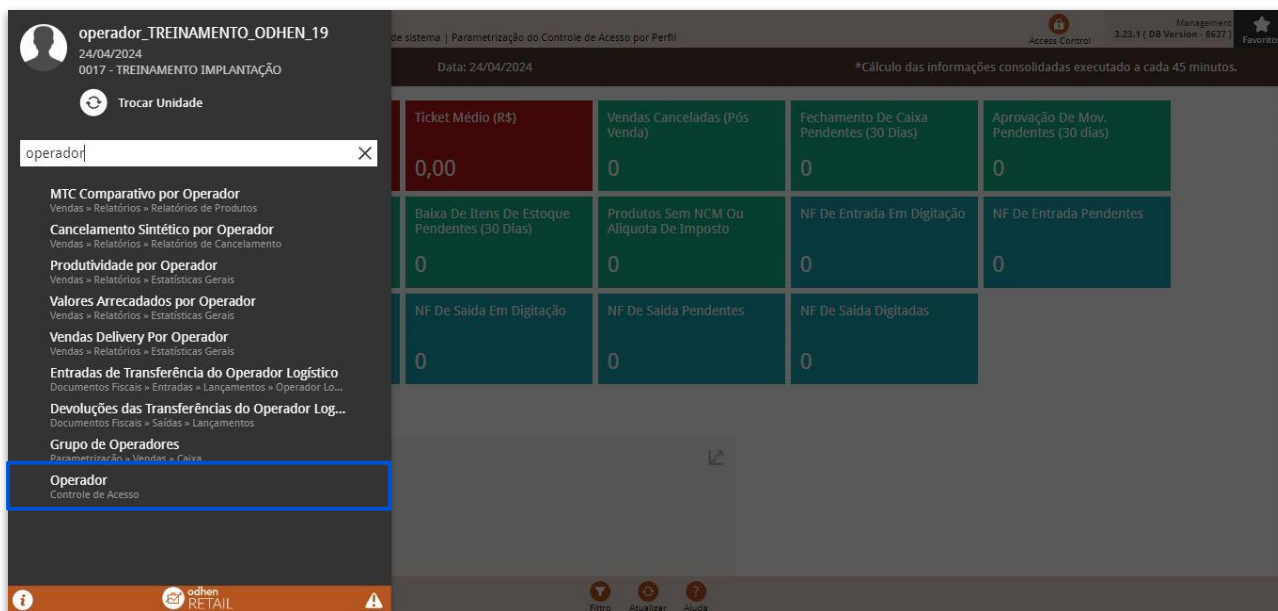 operador_TREINAMENTO_ODHEN_19
24/04/2024
0017 - TREINAMENTO IMPLANTAÇÃO
Trocar Unidade
operador
MTC Comparativo por Operador
Vendas » Relatórios » Relatórios de Produtos
Cancelamento Sintético por Operador
Vendas » Relatórios » Relatórios de Cancelamento
Produtividade por Operador
Vendas » Relatórios » Estatísticas Gerais
Valores Arrecadados por Operador
Vendas » Relatórios » Estatísticas Gerais
Vendas Delivery Por Operador
Vendas » Relatórios » Estatísticas Gerais
Entradas de Transferência do Operador Logístico
Documentos Fiscais » Entradas » Lançamentos » Operador Lo...
Devoluções das Transferências do Operador Log...
Documentos Fiscais » Saídas » Lançamentos
Grupo de Operadores
Parametrização » Vendas » Caixa
Operador
Controle de Acesso
odhen
RETAIL
de sistema | Parametrização do Controle de Acesso por Perfil
Access Control
Management
3.23.1 ( DB Version - 8637 )
Favoritos
Data: 24/04/2024
*Cálculo das informações consolidadas executado a cada 45 minutos.
Ticket Médio (R$)
0,00
Vendas Canceladas (Pós
Venda)
0
Fechamento De Caixa
Pendentes (30 Dias)
0
Aprovação De Mov.
Pendentes (30 dias)
0
Baixa De Itens De Estoque
Pendentes (30 Dias)
0
Produtos Sem NCM Ou
Aliquota De Imposto
0
NF De Entrada Em Digitação
0
NF De Entrada Pendentes
0
NF De Saida Em Digitação
0
NF De Saida Pendentes
0
NF De Saida Digitadas
0
Filtro
Atualizar
Ajuda